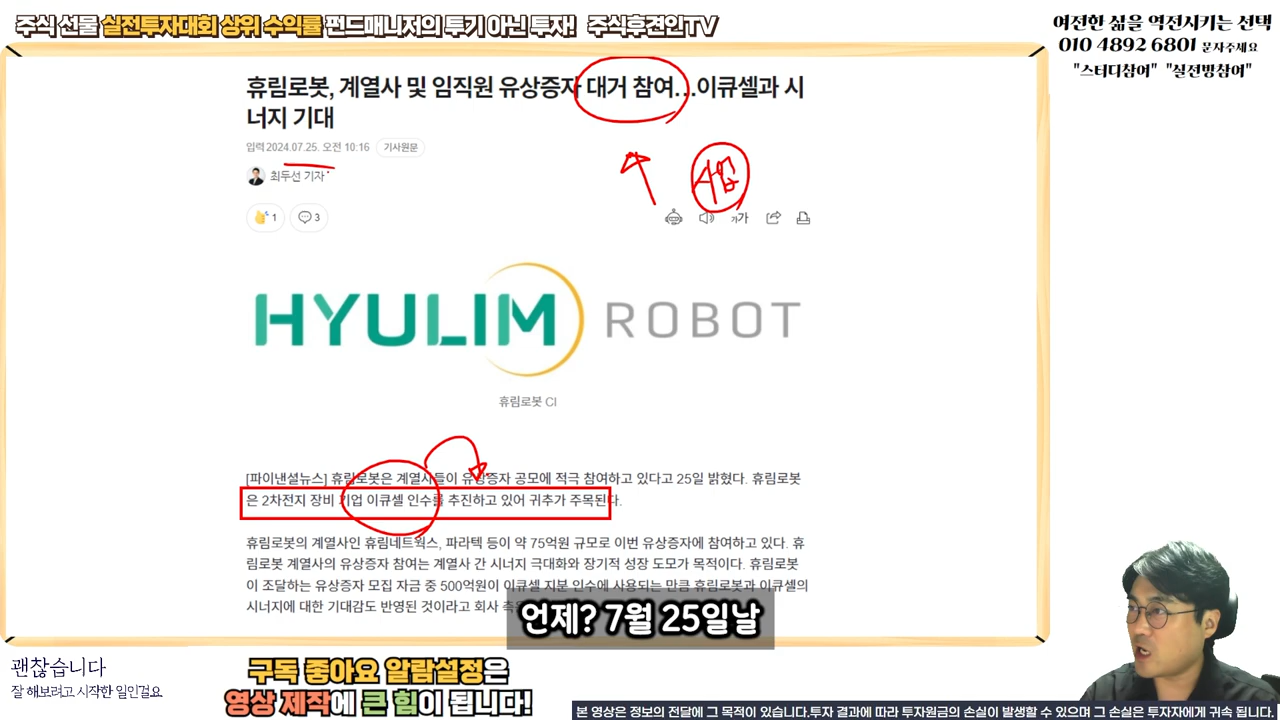 주식 선물 실전투자대회 상위 수익률 펀드매니저의 투기 아닌 투자! 주식후견인TV
여전한 삶을 역전시키는 선택
010 4892 6801 문자주세요
"스터디참여" "실전방참여"
휴림로봇, 계열사 및 임직원 유상증자 대거 참여…이큐셀과 시
너지 기대
입력2024.07.25. 오전 10:16 기사원문
최두선 기자
1 3
가가
사업
HYULIM ROBOT
휴림로봇 CI
[파이낸셜뉴스] 휴림로봇은 계열사들이 유상증자 공모에 적극 참여하고 있다고 25일 밝혔다. 휴림로봇
은 2차전지 장비 기업 이큐셀 인수를 추진하고 있어 귀추가 주목된다.
휴림로봇의 계열사인 휴림네트웍스, 파라텍 등이 약 75억원 규모로 이번 유상증자에 참여하고 있다. 휴
림로봇 계열사의 유상증자 참여는 계열사 간 시너지 극대화와 장기적 성장 도모가 목적이다. 휴림로봇
이 조달하는 유상증자 모집 자금 중 500억원이 이큐셀 지분 인수에 사용되는 만큼 휴림로봇과 이큐셀의
시너지에 대한 기대감도 반영된 것이라고 회사 측은
언제? 7월 25일날
괜찮습니다
잘 해보려고 시작한 일인걸요
구독 좋아요 알람설정은
영상 제작에 큰 힘이 됩니다!
본 영상은 정보의 전달에 그 목적이 있습니다.투자 결과에 따라 투자원금의 손실이 발생할 수 있으며 그 손실은 투자자에게 귀속 됩니다.